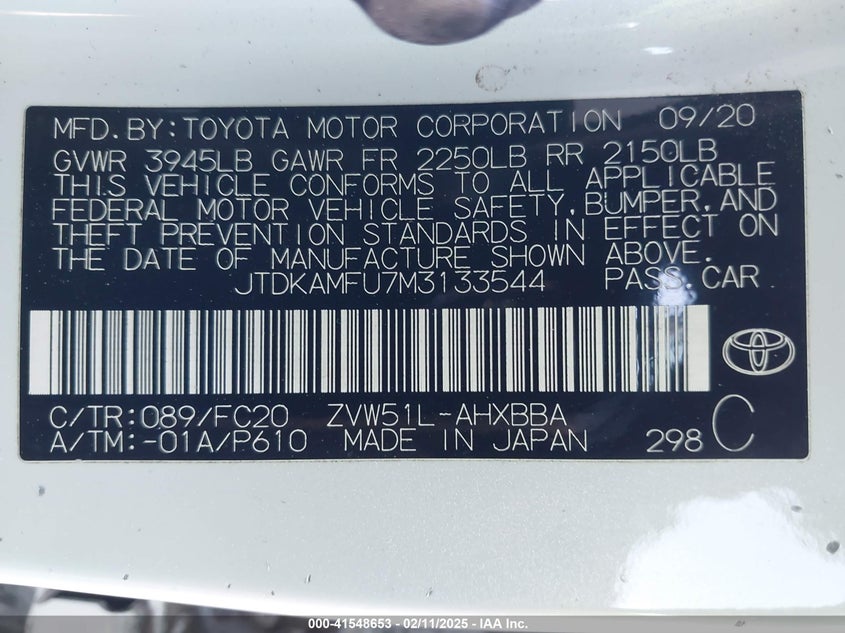 MFD.BY:TOYOTA MOTOR CORPORATION 09/20
GVWR 3945LB GAWR FR 2250LB RR 2150LB
THIS VEHICLE CONFORMS TO ALL APPLICABLE
FEDERAL MOTOR VEHICLE SAFETY,BUMPER,AND
THEFT PREVENTION STANDARDS IN EFFECT ON
THE DATE OF MANUFACTURE SHOWN ABOVE.
JTDKAMFU7M3133544 PASS.CAR
C/TR:089/FC20 ZVW51L-AHXBBA
A/TM:-01A/P610 MADE IN JAPAN 298 C
000-41548653 — 02/11/2025 — IAA Inc.